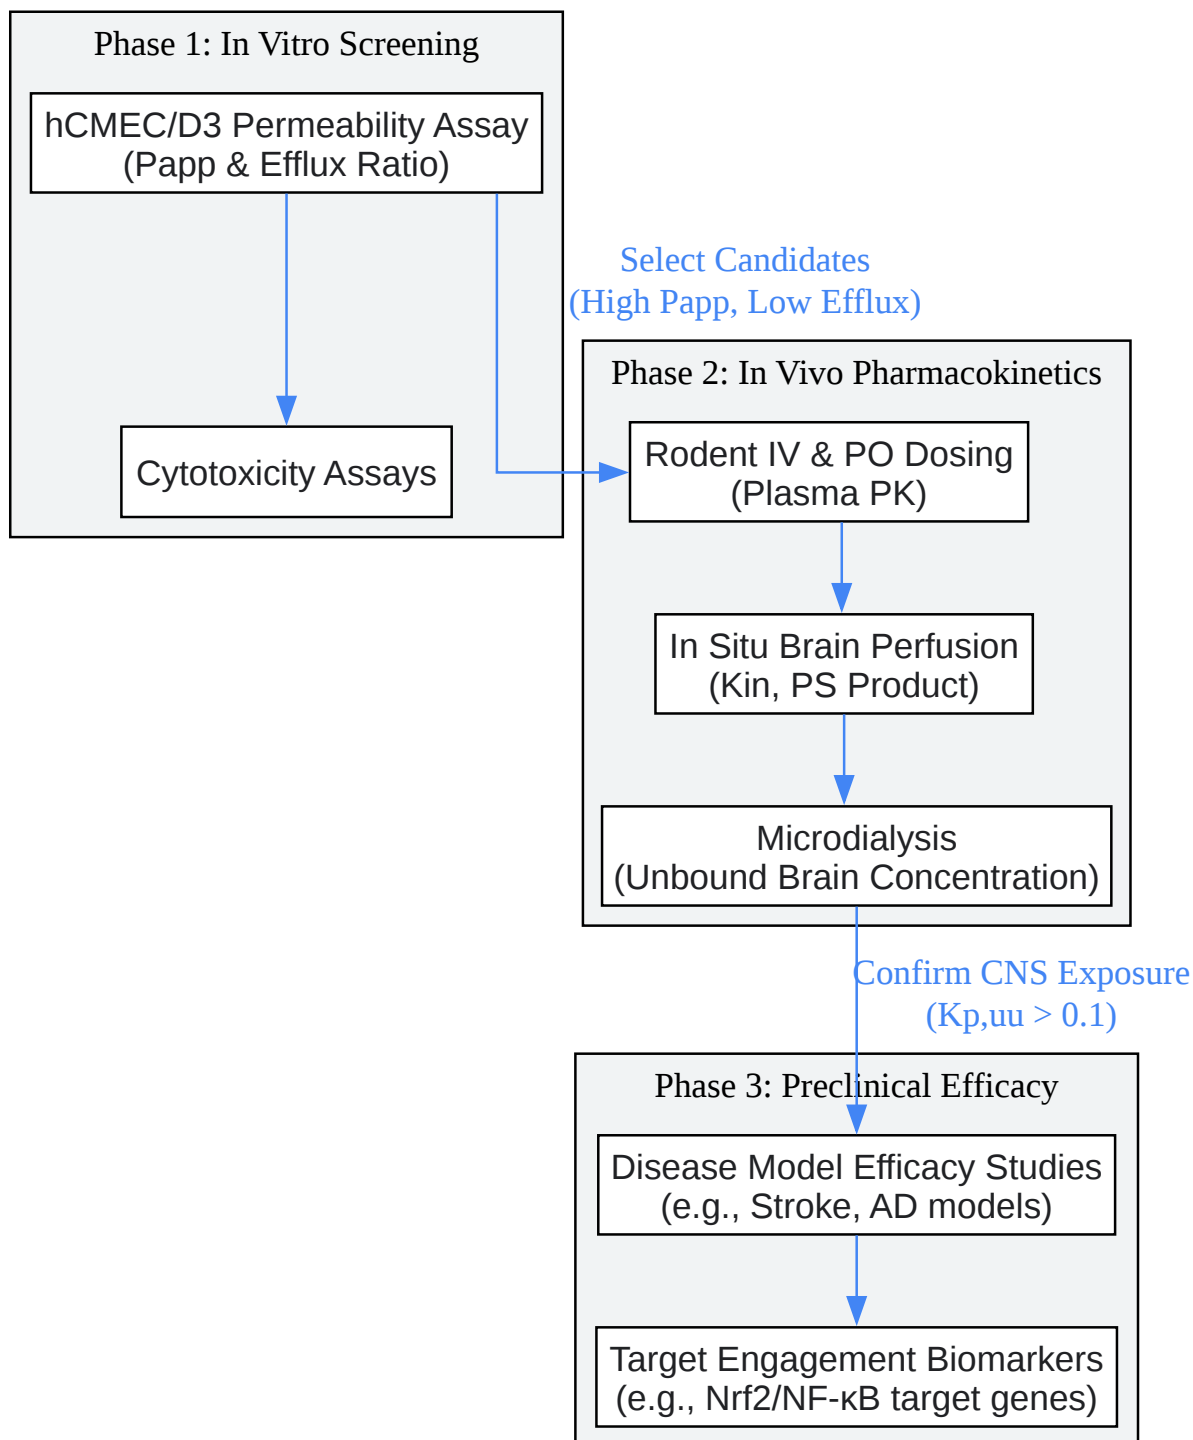 Phase 1: In Vitro Screening
hCMEC/D3 Permeability Assay
(Papp & Efflux Ratio)
Select Candidates
(High Papp, Low Efflux)
Cytotoxicity Assays
Phase 2: In Vivo Pharmacokinetics
Rodent IV & PO Dosing
(Plasma PK)
In Situ Brain Perfusion
(Kin, PS Product)
Microdialysis
(Unbound Brain Concentration)
Confirm CNS Exposure
(Kp,uu > 0.1)
Phase 3: Preclinical Efficacy
Disease Model Efficacy Studies
(e.g., Stroke, AD models)
Target Engagement Biomarkers
(e.g., Nrf2/NF-κB target genes)